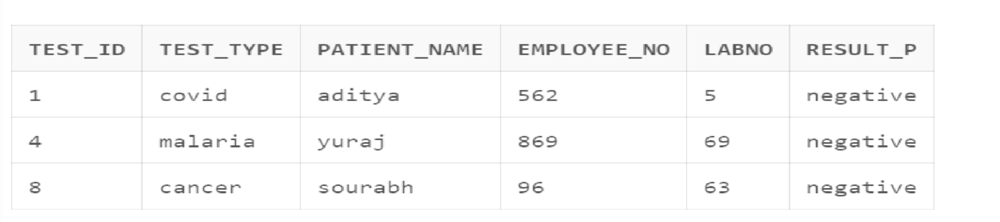 TEST_ID TEST_TYPE PATIENT_NAME EMPLOYEE_NO LABNO RESULT_P
1 covid aditya 562 5 negative
4 malaria yuraj 869 69 negative
8 cancer sourabh 96 63 negative